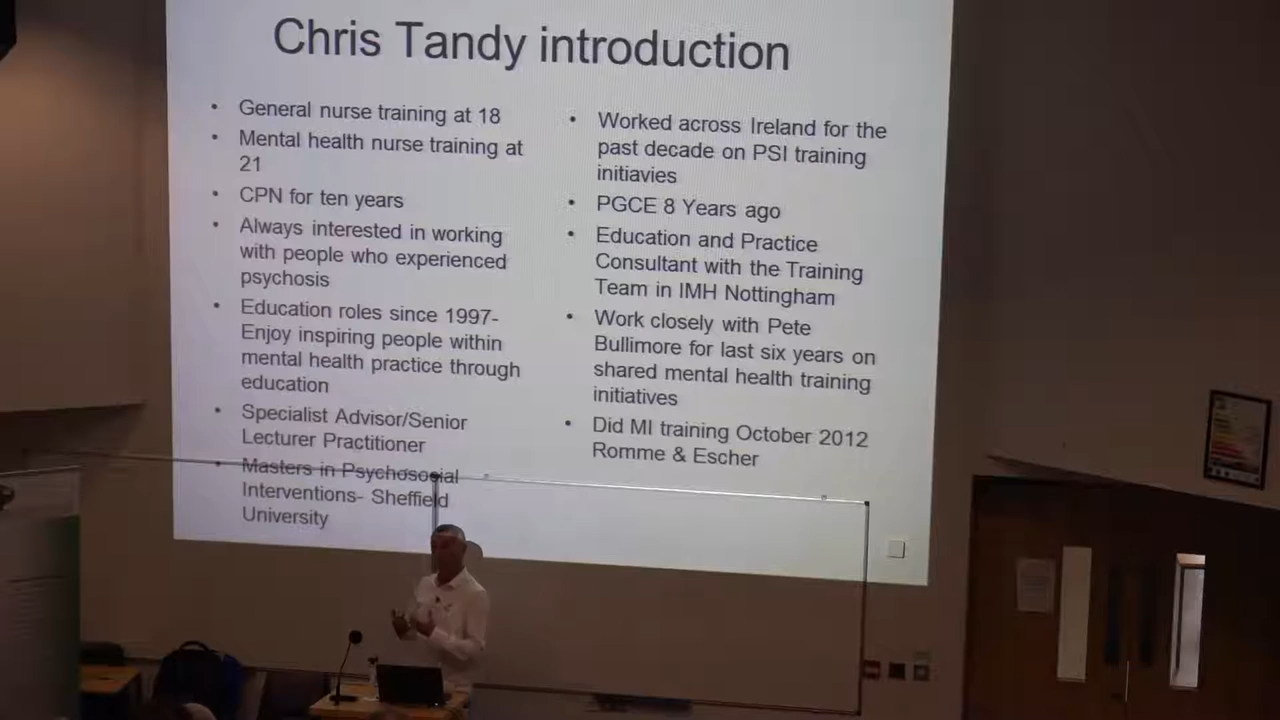 Chris Tandy introduction
• General nurse training at 18
• Mental health nurse training at
21
• CPN for ten years
• Always interested in working
with people who experienced
psychosis
• Education roles since 1997-
Enjoy inspiring people within
mental health practice through
education
• Specialist Advisor/Senior
Lecturer Practitioner
• Masters in Psychosocial
Interventions- Sheffield
University
• Worked across Ireland for the
past decade on PSI training
initiavies
• PGCE 8 Years ago
• Education and Practice
Consultant with the Training
Team in IMH Nottingham
• Work closely with Pete
Bullimore for last six years on
shared mental health training
initiatives
• Did MI training October 2012
Romme & Escher